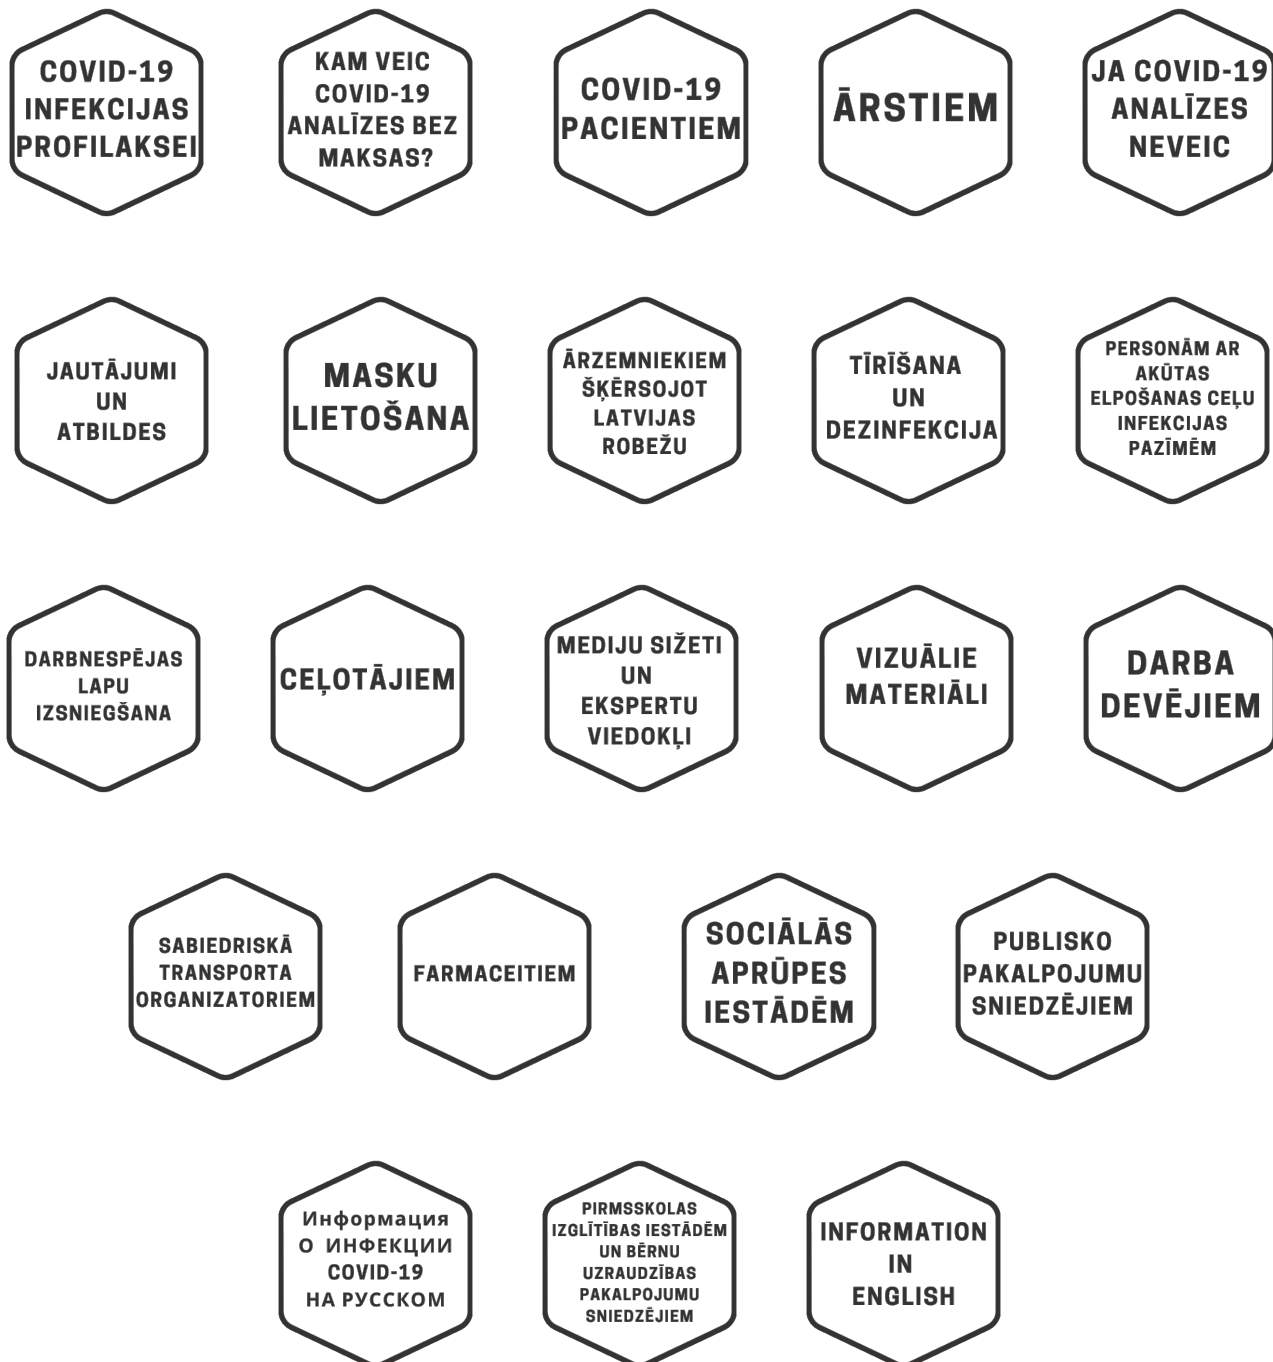 COVID-19
INFEKCIJAS
PROFILAKSEI
KAM VEIC
COVID-19
ANALĪZES BEZ
MAKSAS?
COVID-19
PACIENTIEM
ĀRSTIEM
JA COVID-19
ANALĪZES
NEVEIC
JAUTĀJUMI
UN
ATBILDES
MASKU
LIETOŠANA
ĀRZEMNIEKIEM
ŠĶĒRSOJOT
LATVIJAS
ROBEŽU
TĪRĪŠANA
UN
DEZINFEKCIJA
PERSONĀM AR
AKŪTAS
ELPOŠANAS CEĻU
INFEKCIJAS
PAZĪMĒM
DARBNESPĒJAS
LAPU
IZSNIEGŠANA
CEĻOTĀJIEM
MEDIJU SIŽETI
UN
EKSPERTU
VIEDOKĻI
VIZUĀLIE
MATERIĀLI
DARBA
DEVĒJIEM
SABIEDRISKĀ
TRANSPORTA
ORGANIZATORIEM
FARMACEITIEM
SOCIĀLĀS
APRŪPES
IESTĀDĒM
PUBLISKO
PAKALPOJUMU
SNIEDZĒJIEM
Информация
О ИНФЕКЦИИ
COVID-19
НА РУССКОМ
PIRMSSKOLAS
IZGLĪTĪBAS IESTĀDĒM
UN BĒRNU
UZRAUDZĪBAS
PAKALPOJUMU
SNIEDZĒJIEM
INFORMATION
IN
ENGLISH